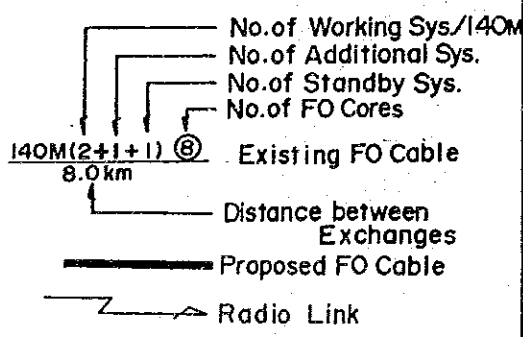 No.of Working Sys./140M
No.of Additional Sys.
No.of Standby Sys.
No.of FO Cores
140M(2+1+1) ⑧ Existing FO Cable
8.0km
Distance between
Exchanges
Proposed FO Cable
Radio Link